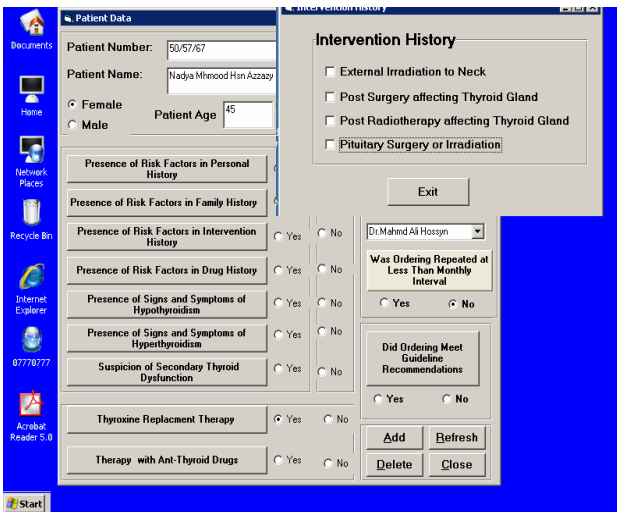 Documents
Home
Network
Places
Recycle Bin
Internet
Explorer
07770777
Acrobat
Reader 5.0
Start
Patient Data
Patient Number:
50/57/67
Patient Name:
Nadya Mhmood Hsn Azzazy
Female
Male
Patient Age
45
Intervention History
Intervention History
External Irradiation to Neck
Post Surgery affecting Thyroid Gland
Post Radiotherapy affecting Thyroid Gland
Pituitary Surgery or Irradiation
Exit
Presence of Risk Factors in Personal
History
Presence of Risk Factors in Family History
Presence of Risk Factors in Intervention
History
Yes No
Presence of Risk Factors in Drug History
Yes No
Presence of Signs and Symptoms of
Hypothyroidism
Yes No
Presence of Signs and Symptoms of
Hyperthyroidism
Yes No
Suspicion of Secondary Thyroid
Dysfunction
Yes No
Thyroxine Replacment Therapy
Yes No
Therapy with Ant-Thyroid Drugs
Yes No
Dr.Mahmd Ali Hossyn
Was Ordering Repeated at
Less Than Monthly
Interval
Yes No
Did Ordering Meet
Guideline
Recommendations
Yes No
Add Refresh
Delete Close